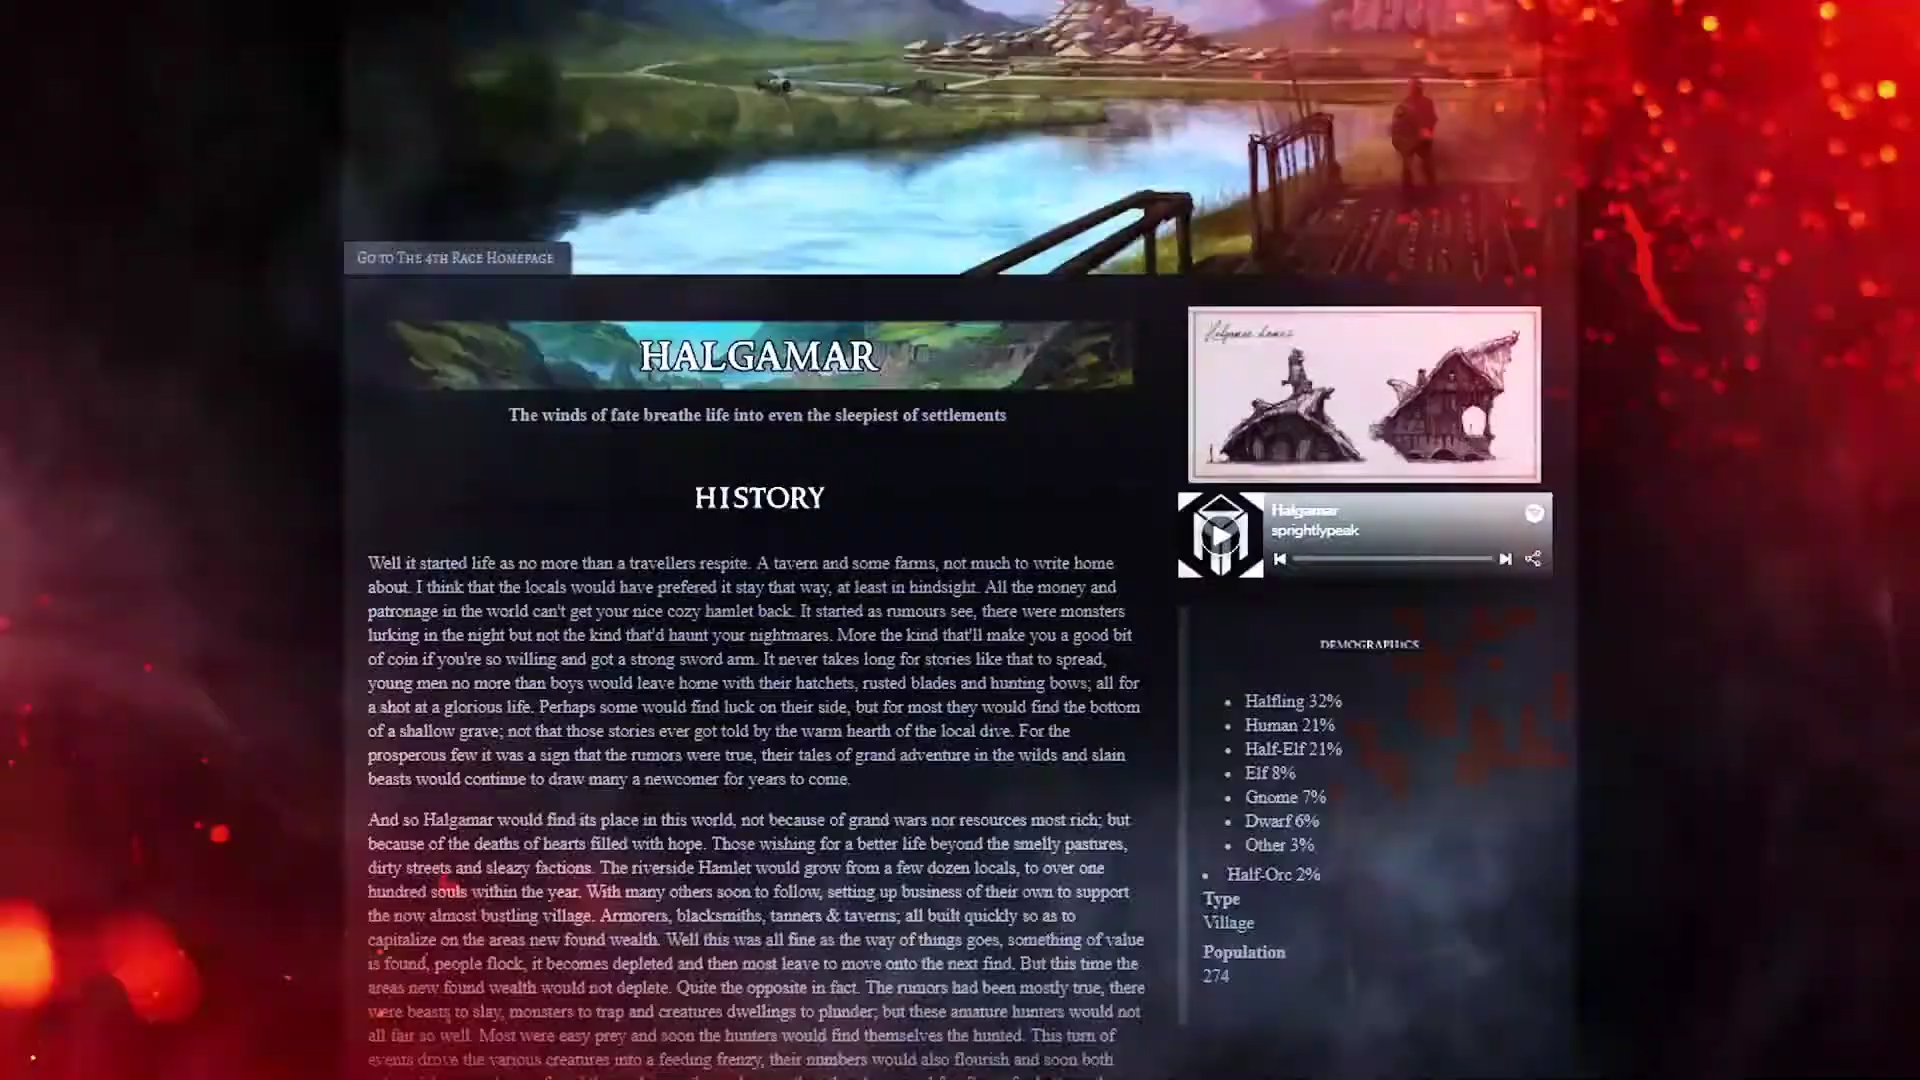 GO TO THE 4TH RACE HOMEPAGE
HALGAMAR
The winds of fate breathe life into even the sleepiest of settlements
HISTORY
Well it started life as no more than a travellers respite. A tavern and some farms, not much to write home
about. I think that the locals would have prefered it stay that way, at least in hindsight. All the money and
patronage in the world can't get your nice cozy hamlet back. It started as rumours see, there were monsters
lurking in the night but not the kind that'd haunt your nightmares. More the kind that'll make you a good bit
of coin if you're so willing and got a strong sword arm. It never takes long for stories like that to spread,
young men no more than boys would leave home with their hatchets, rusted blades and hunting bows; all for
a shot at a glorious life. Perhaps some would find luck on their side, but for most they would find the bottom
of a shallow grave; not that those stories ever got told by the warm hearth of the local dive. For the
prosperous few it was a sign that the rumors were true, their tales of grand adventure in the wilds and slain
beasts would continue to draw many a newcomer for years to come.
And so Halgamar would find its place in this world, not because of grand wars nor resources most rich; but
because of the deaths of hearts filled with hope. Those wishing for a better life beyond the smelly pastures,
dirty streets and sleazy factions. The riverside Hamlet would grow from a few dozen locals, to over one
hundred souls within the year. With many others soon to follow, setting up business of their own to support
the now almost bustling village. Armorers, blacksmiths, tanners & taverns; all built quickly so as to
capitalize on the areas new found wealth. Well this was all fine as the way of things goes, something of value
is found, people flock, it becomes depleted and then most leave to move onto the next find. But this time the
areas new found wealth would not deplete. Quite the opposite in fact. The rumors had been mostly true, there
were beasts to slay, monsters to trap and creatures dwellings to plunder; but these amature hunters would not
all fair so well. Most were easy prey and soon the hunters would find themselves the hunted. This turn of
events drove the various creatures into a feeding frenzy, their numbers would also flourish and soon both
Halgamar
sprightlypeak
DEMOGRAPHICS
Halfling 32%
Human 21%
Half-Elf 21%
Elf 8%
Gnome 7%
Dwarf 6%
Other 3%
Half-Orc 2%
Type
Village
Population
274